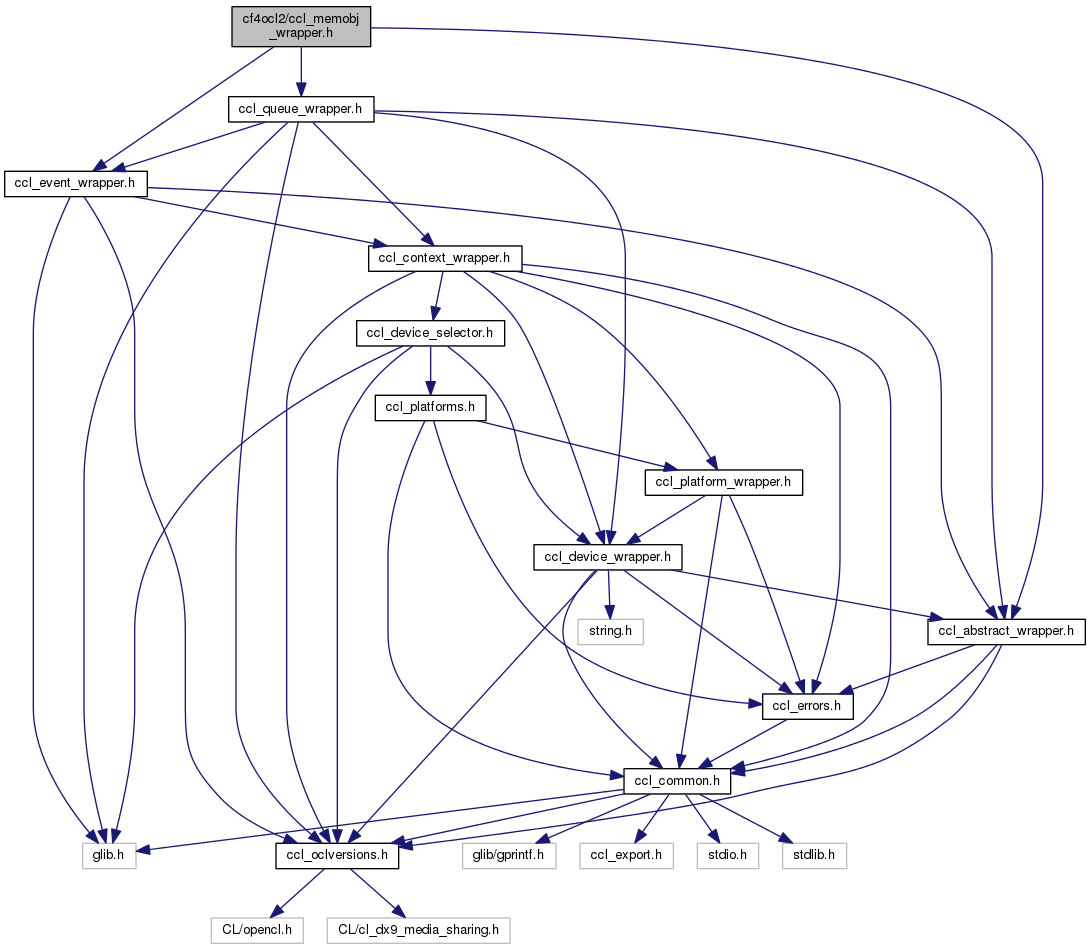 cf4ocl2/ccl_memobj
_wrapper.h
ccl_queue_wrapper.h
ccl_event_wrapper.h
ccl_context_wrapper.h
ccl_device_selector.h
ccl_platforms.h
ccl_platform_wrapper.h
ccl_device_wrapper.h
string.h
ccl_abstract_wrapper.h
ccl_errors.h
ccl_common.h
glib.h
ccl_oclversions.h
glib/gprintf.h
ccl_export.h
stdio.h
stdlib.h
CL/opencl.h
CL/cl_dx9_media_sharing.h